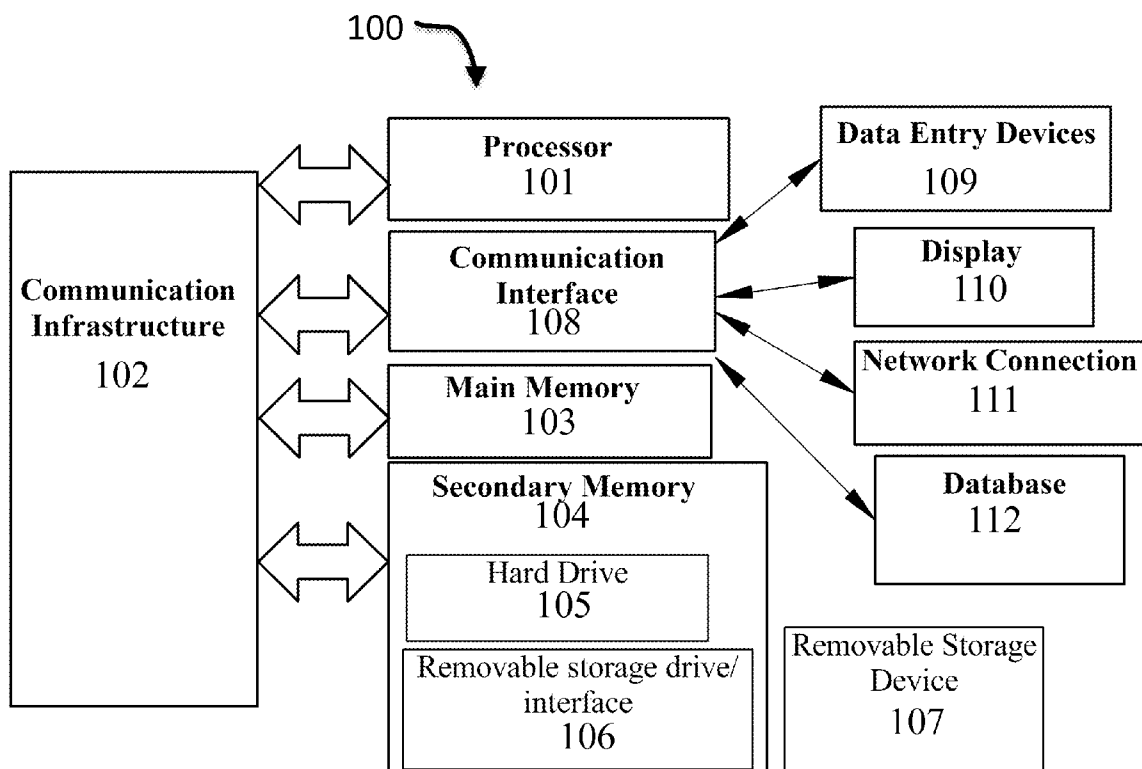 100
Processor
101
Data Entry Devices
109
Communication
Infrastructure
102
Communication
Interface
108
Display
110
Network Connection
111
Main Memory
103
Secondary Memory
104
Database
112
Hard Drive
105
Removable storage drive/
interface
106
Removable Storage
Device
107